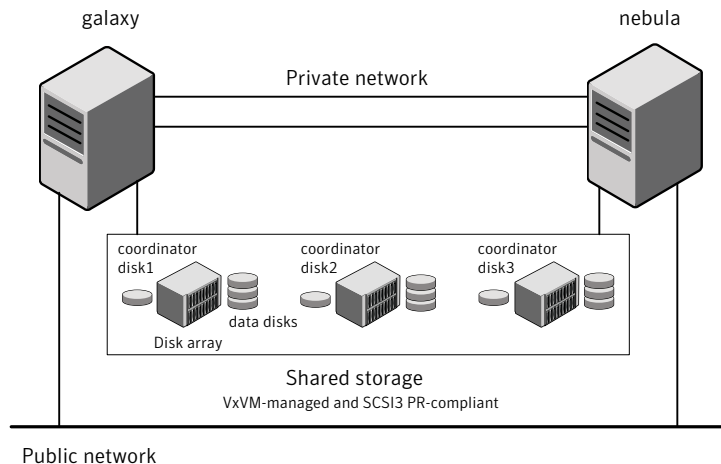 galaxy
nebula
Private network
coordinator
disk1
coordinator
disk2
coordinator
disk3
data disks
Disk array
Shared storage
VxVM-managed and SCSI3 PR-compliant
Public network